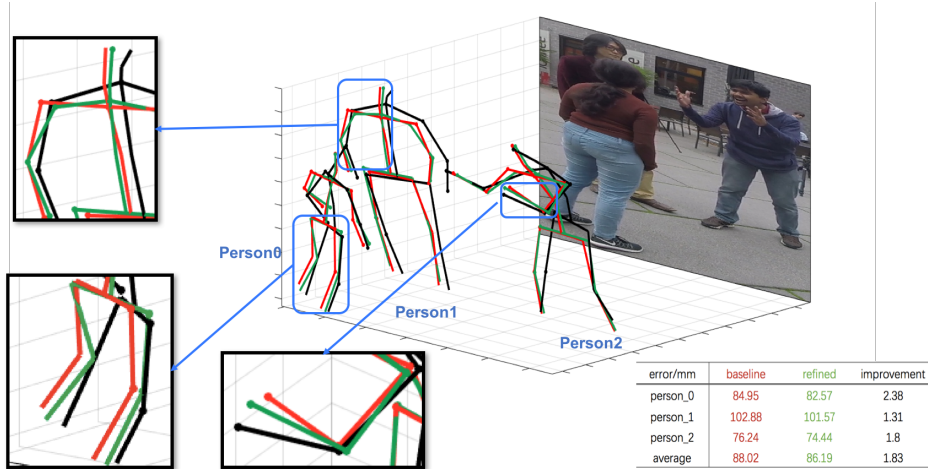 Person0
Person1
Person2
error/mm baseline refined improvement
person_0 84.95 82.57 2.38
person_1 102.88 101.57 1.31
person_2 76.24 74.44 1.8
average 88.02 86.19 1.83